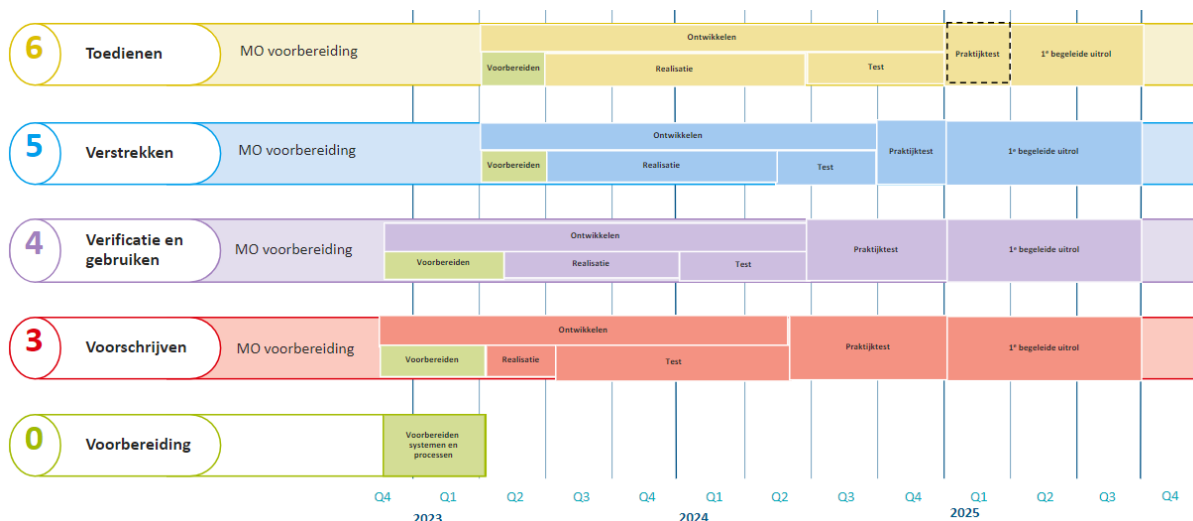 6 Toedienen MO voorbereiding
Ontwikkelen
Voorbereiden Realisatie Test
Praktijktest 1e begeleide uitrol
5 Verstrekken MO voorbereiding
Ontwikkelen
Voorbereiden Realisatie Test
Praktijktest 1e begeleide uitrol
4 Verificatie en
gebruiken
MO voorbereiding
Ontwikkelen
Voorbereiden Realisatie Test
Praktijktest 1e begeleide uitrol
3 Voorschrijven MO voorbereiding
Ontwikkelen
Voorbereiden Realisatie Test
Praktijktest 1e begeleide uitrol
0 Voorbereiding
Voorbereiden
systemen en
processen
Q4 Q1 Q2 Q3 Q4 Q1 Q2 Q3 Q4 Q1 Q2 Q3 Q4
2023 2024 2025